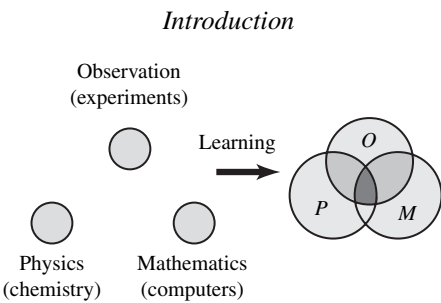 Introduction
Observation
(experiments)
Learning
O
P
M
Physics
(chemistry)
Mathematics
(computers)